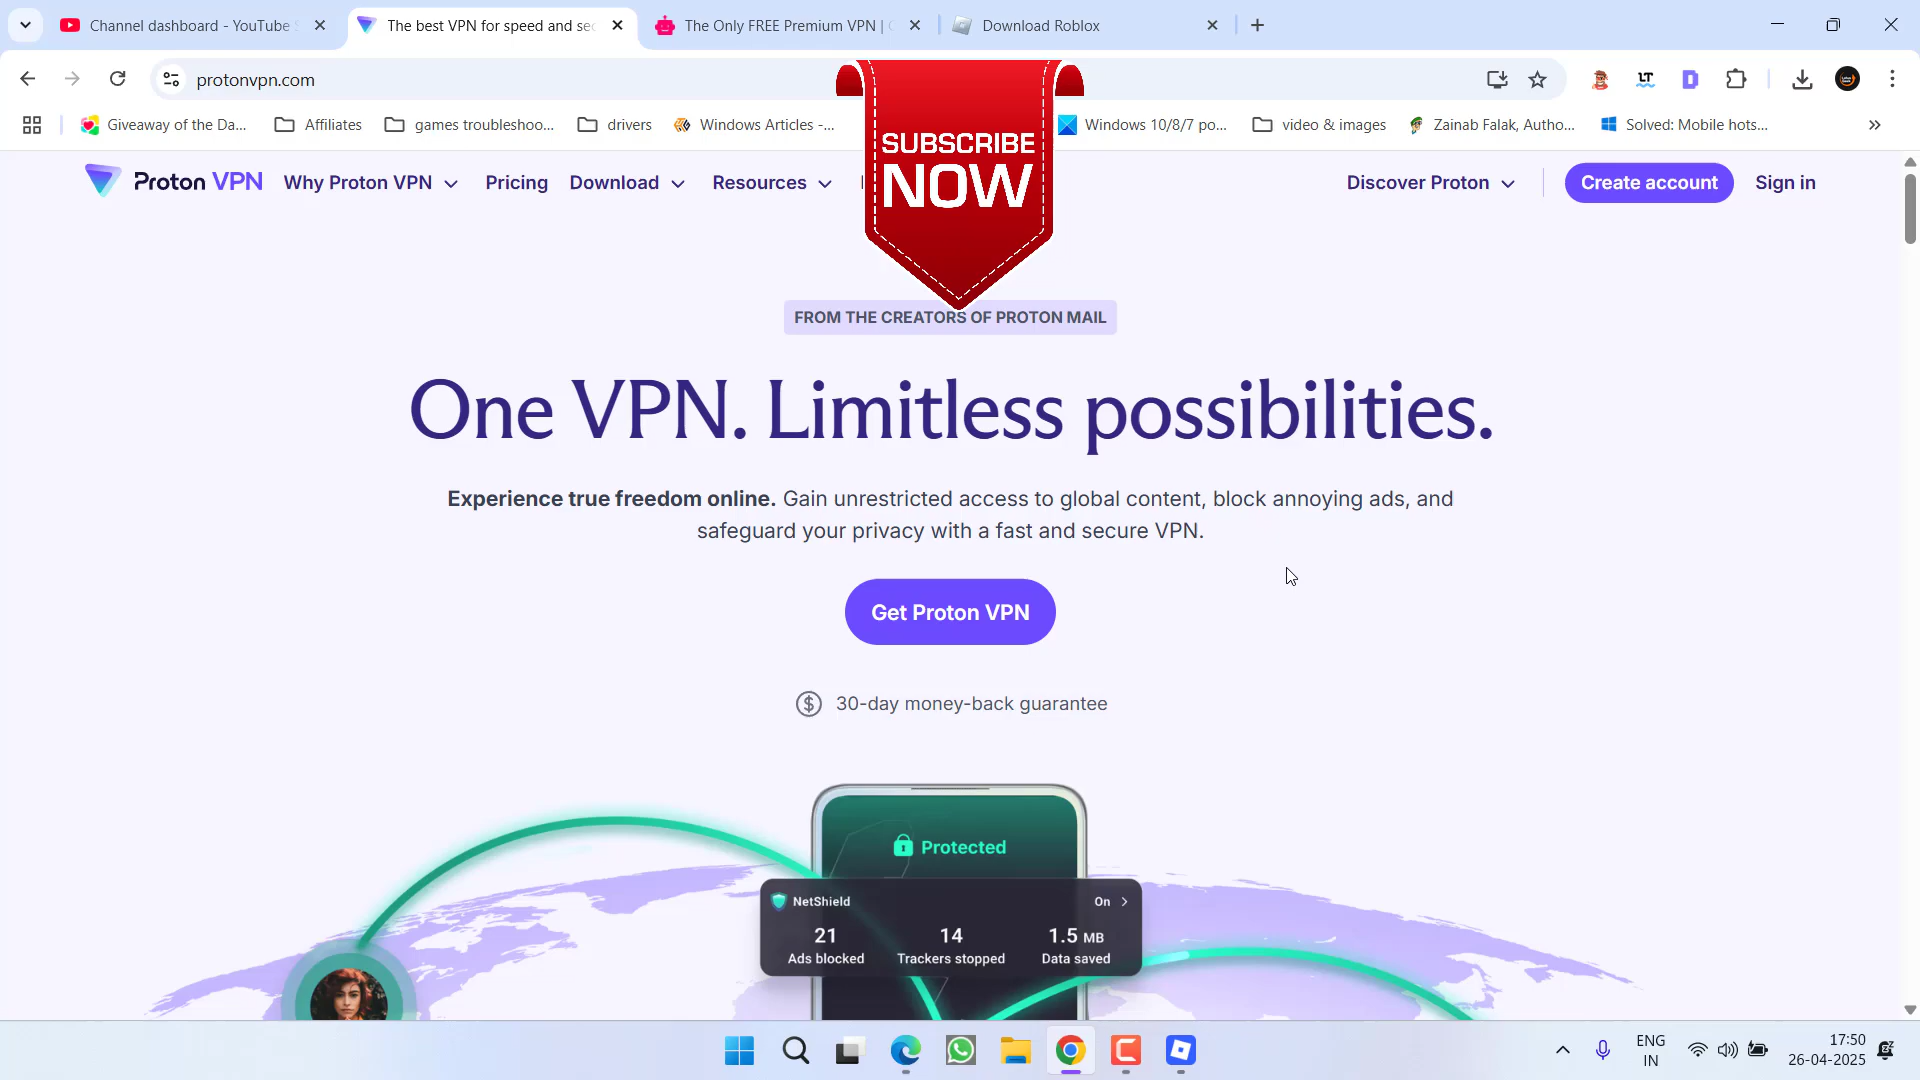 Channel dashboard - YouTube S
The best VPN for speed and sec
The Only FREE Premium VPN |
Download Roblox
protonvpn.com
Giveaway of the Da...
Affiliates
games troubleshoo...
drivers
Windows Articles -...
Windows 10/8/7 po...
video & images
Zainab Falak, Autho...
Solved: Mobile hots...
LT
Proton VPN
Why Proton VPN
Pricing
Download
Resources
Discover Proton
Create account
Sign in
SUBSCRIBE
NOW
FROM THE CREATORS OF PROTON MAIL
One VPN. Limitless possibilities.
Experience true freedom online. Gain unrestricted access to global content, block annoying ads, and
safeguard your privacy with a fast and secure VPN.
Get Proton VPN
$ 30-day money-back guarantee
Protected
NetShield
On
21
14
1.5 MB
Ads blocked
Trackers stopped
Data saved
ENG
IN
17:50
26-04-2025